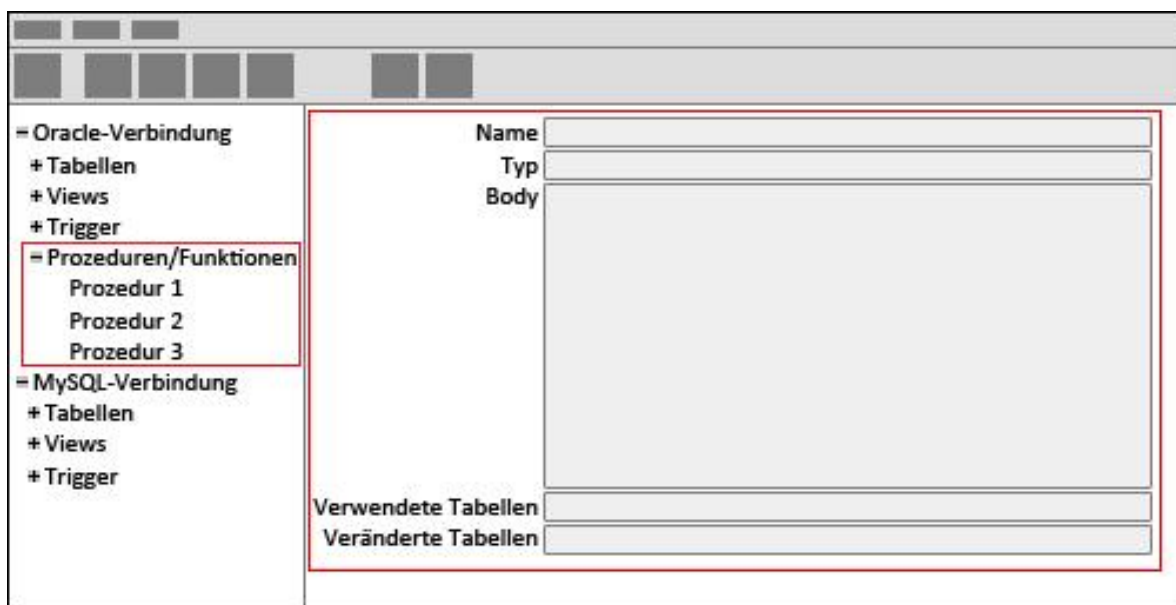 Oracle-Verbindung
Tabellen
Views
Trigger
Prozeduren/Funktionen
Prozedur 1
Prozedur 2
Prozedur 3
MySQL-Verbindung
Tabellen
Views
Trigger
Name
Typ
Body
Verwendete Tabellen
Veränderte Tabellen